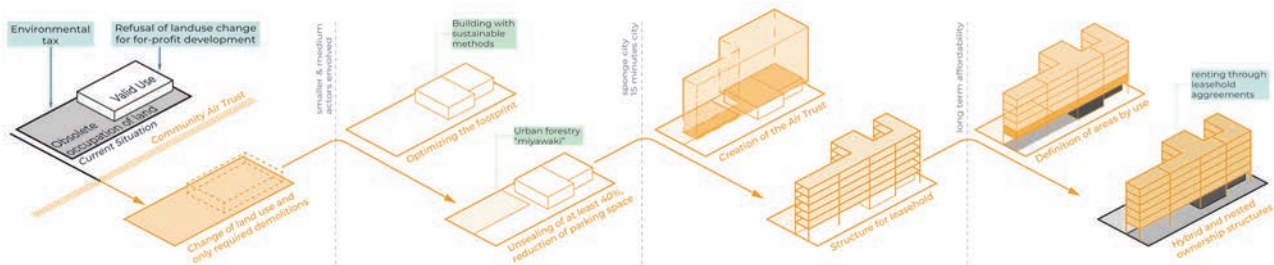 Environmental
tax
Refusal of landuse change
for for-profit development
Valid Use
Obsolete
occupation of land
Current Situation
Community Air Trust
Change of land use and
only required demolitions
smaller & medium
actors envolved
Building with
sustainable
methods
Optimizing the footprint
Urban forestry
"miyawaki"
Unsealing of at least 40%,
reduction of parking space
sponge city
15 minutes city
Creation of the Air Trust
Structure for leasehold
long term affordability
Definition of areas by use
renting through
leasehold
aggreements
Hybrid and nested
ownership structures